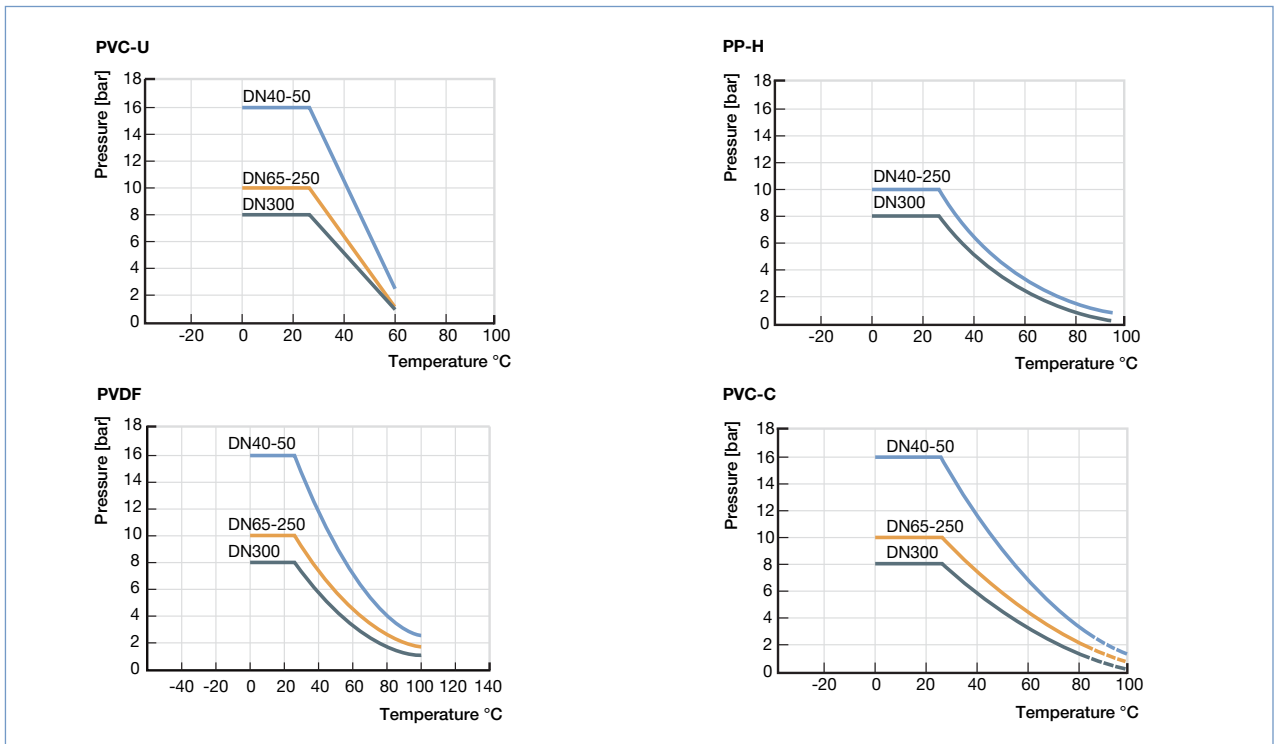 PVC-U
Pressure [bar]
18
16
14
12
10
8
6
4
2
0
DN40-50
DN65-250
DN300
-20 0 20 40 60 80 100
Temperature °C
PP-H
Pressure [bar]
18
16
14
12
10
8
6
4
2
0
DN40-250
DN300
-20 0 20 40 60 80 100
Temperature °C
PVDF
Pressure [bar]
18
16
14
12
10
8
6
4
2
0
DN40-50
DN65-250
DN300
-40 -20 0 20 40 60 80 100 120 140
Temperature °C
PVC-C
Pressure [bar]
18
16
14
12
10
8
6
4
2
0
DN40-50
DN65-250
DN300
-20 0 20 40 60 80 100
Temperature °C